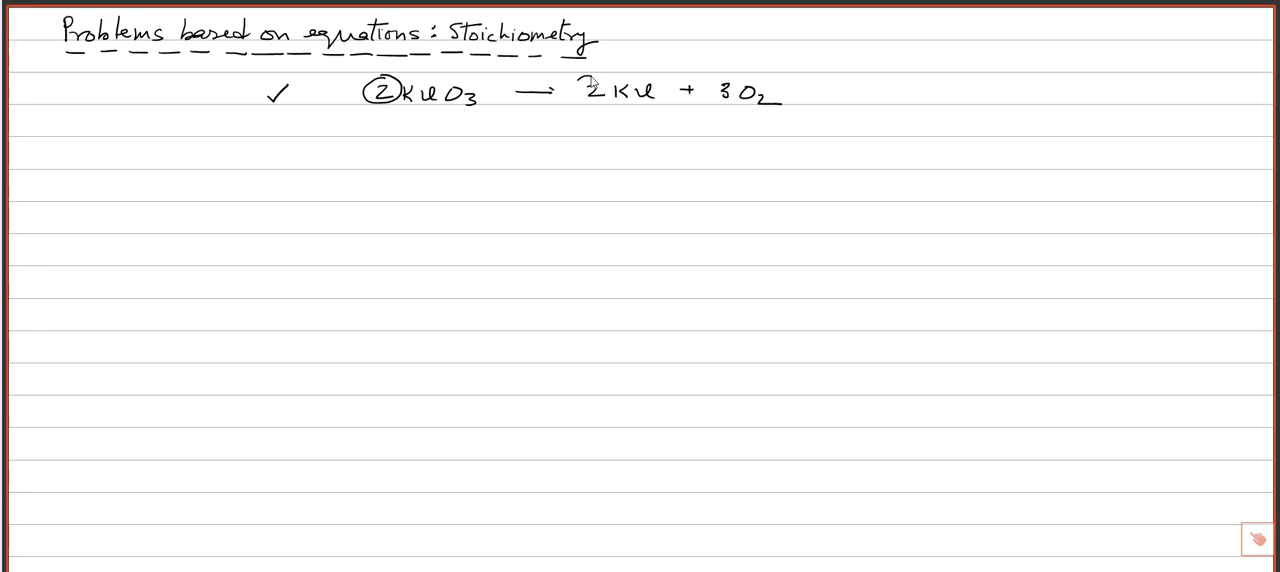 Problems based on equations: Stoichiometry
✓ 2KClO3 — 2KCl + 3O2